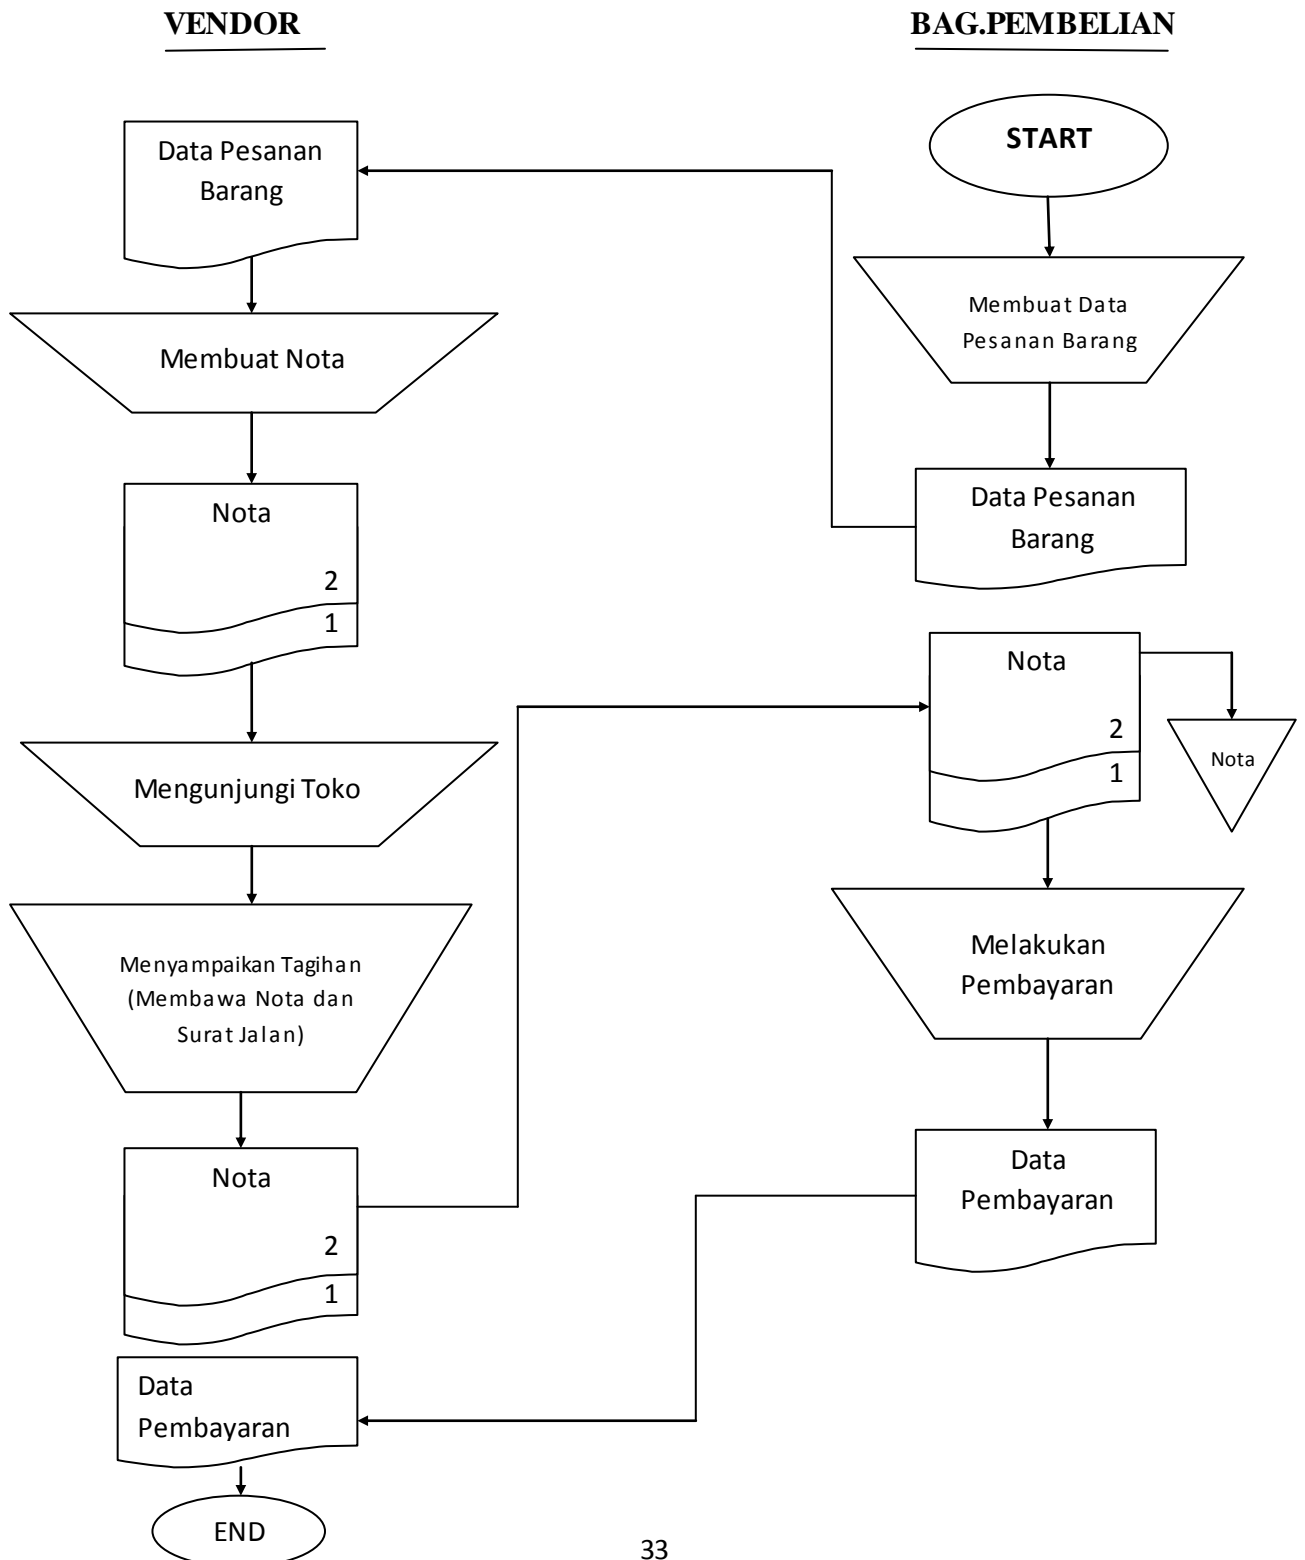 VENDOR
BAG.PEMBELIAN
START
Data Pesanan
Barang
Membuat Data
Pesanan Barang
Membuat Nota
Data Pesanan
Barang
Nota
2
1
Nota
2
1
Nota
Mengunjungi Toko
Melakukan
Pembayaran
Menyampaikan Tagihan
(Membawa Nota dan
Surat Jalan)
Data
Pembayaran
Nota
2
1
Data
Pembayaran
END
33